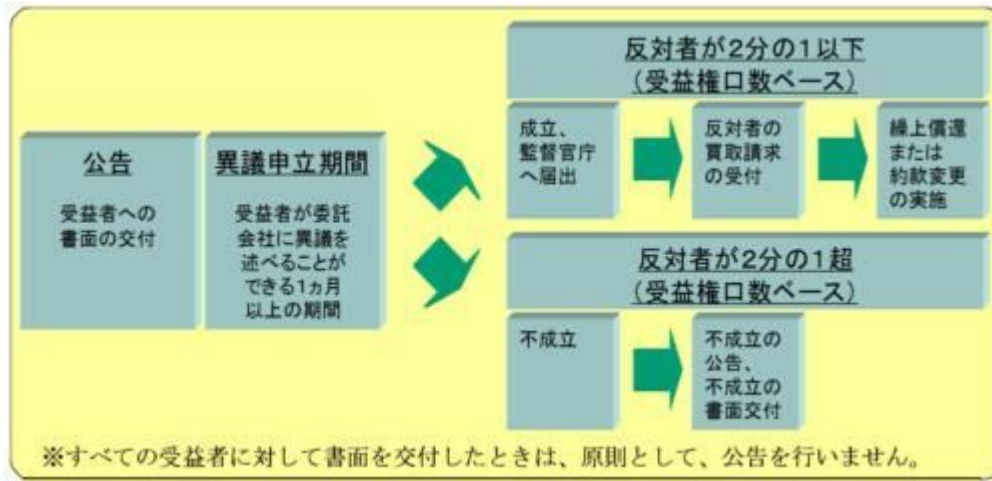 公告
受益者への
書面の交付
異議申立期間
受益者が委託
会社に異議を
述べることが
できる1ヵ月
以上の期間
反対者が2分の1以下
(受益権口数ベース)
成立、
監督官庁
へ届出
反対者の
買取請求
の受付
繰上償還
または
約款変更
の実施
反対者が2分の1超
(受益権口数ベース)
不成立
不成立の
公告、
不成立の
書面交付
※すべての受益者に対して書面を交付したときは、原則として、公告を行いません。